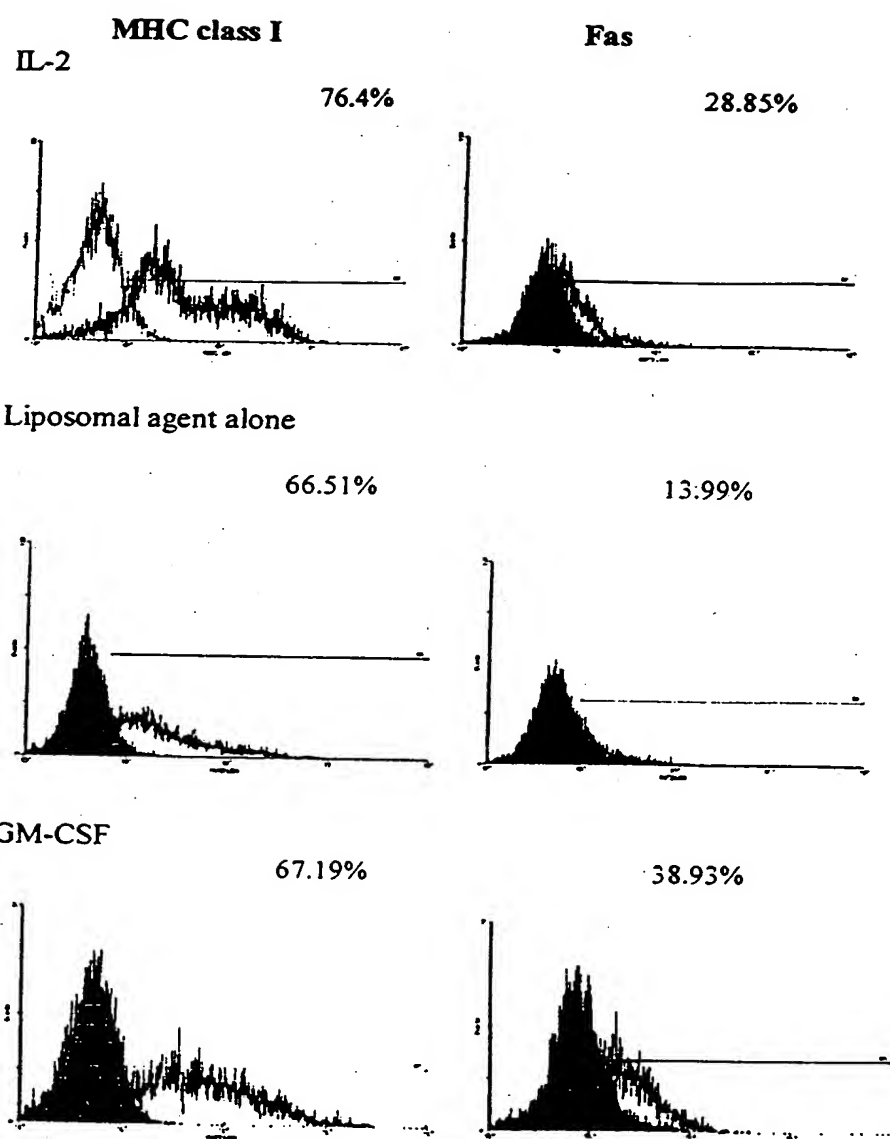 MHC class I Fas
IL-2
76.4% 28.85%
Liposomal agent alone
66.51% 13.99%
GM-CSF
67.19% 38.93%